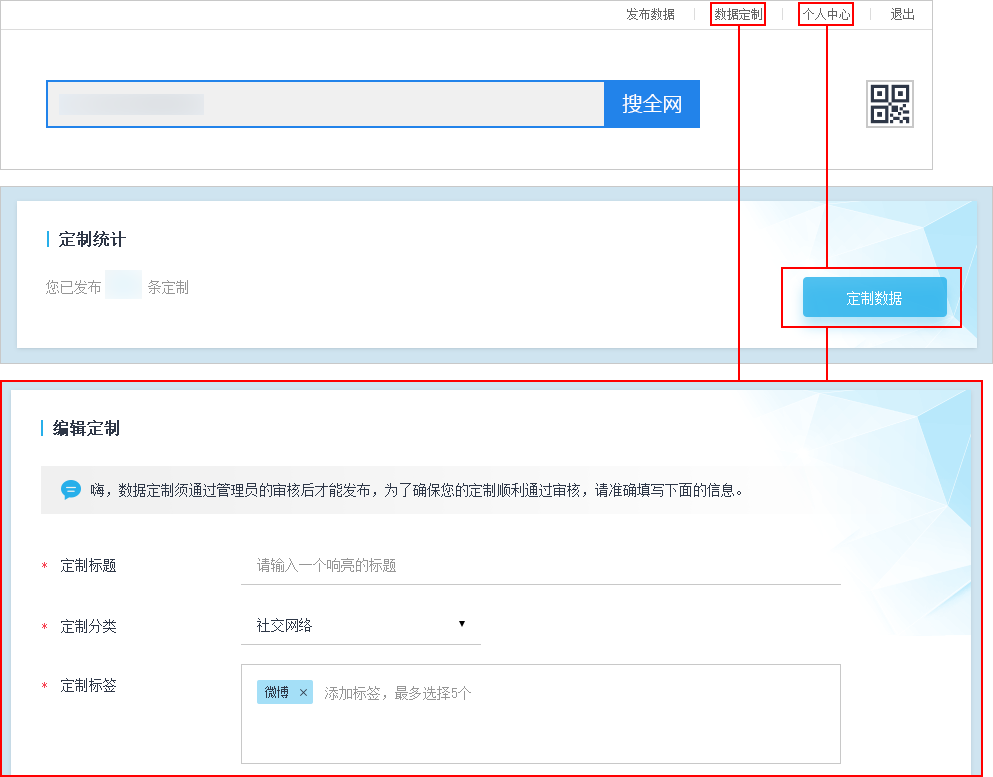 发布数据 数据定制 个人中心 退出
搜全网
定制统计
您已发布 条定制
定制数据
编辑定制
嗨，数据定制须通过管理员的审核后才能发布，为了确保您的定制顺利通过审核，请准确填写下面的信息。
* 定制标题 请输入一个响亮的标题
* 定制分类 社交网络 ▼
* 定制标签 微博 × 添加标签，最多选择5个